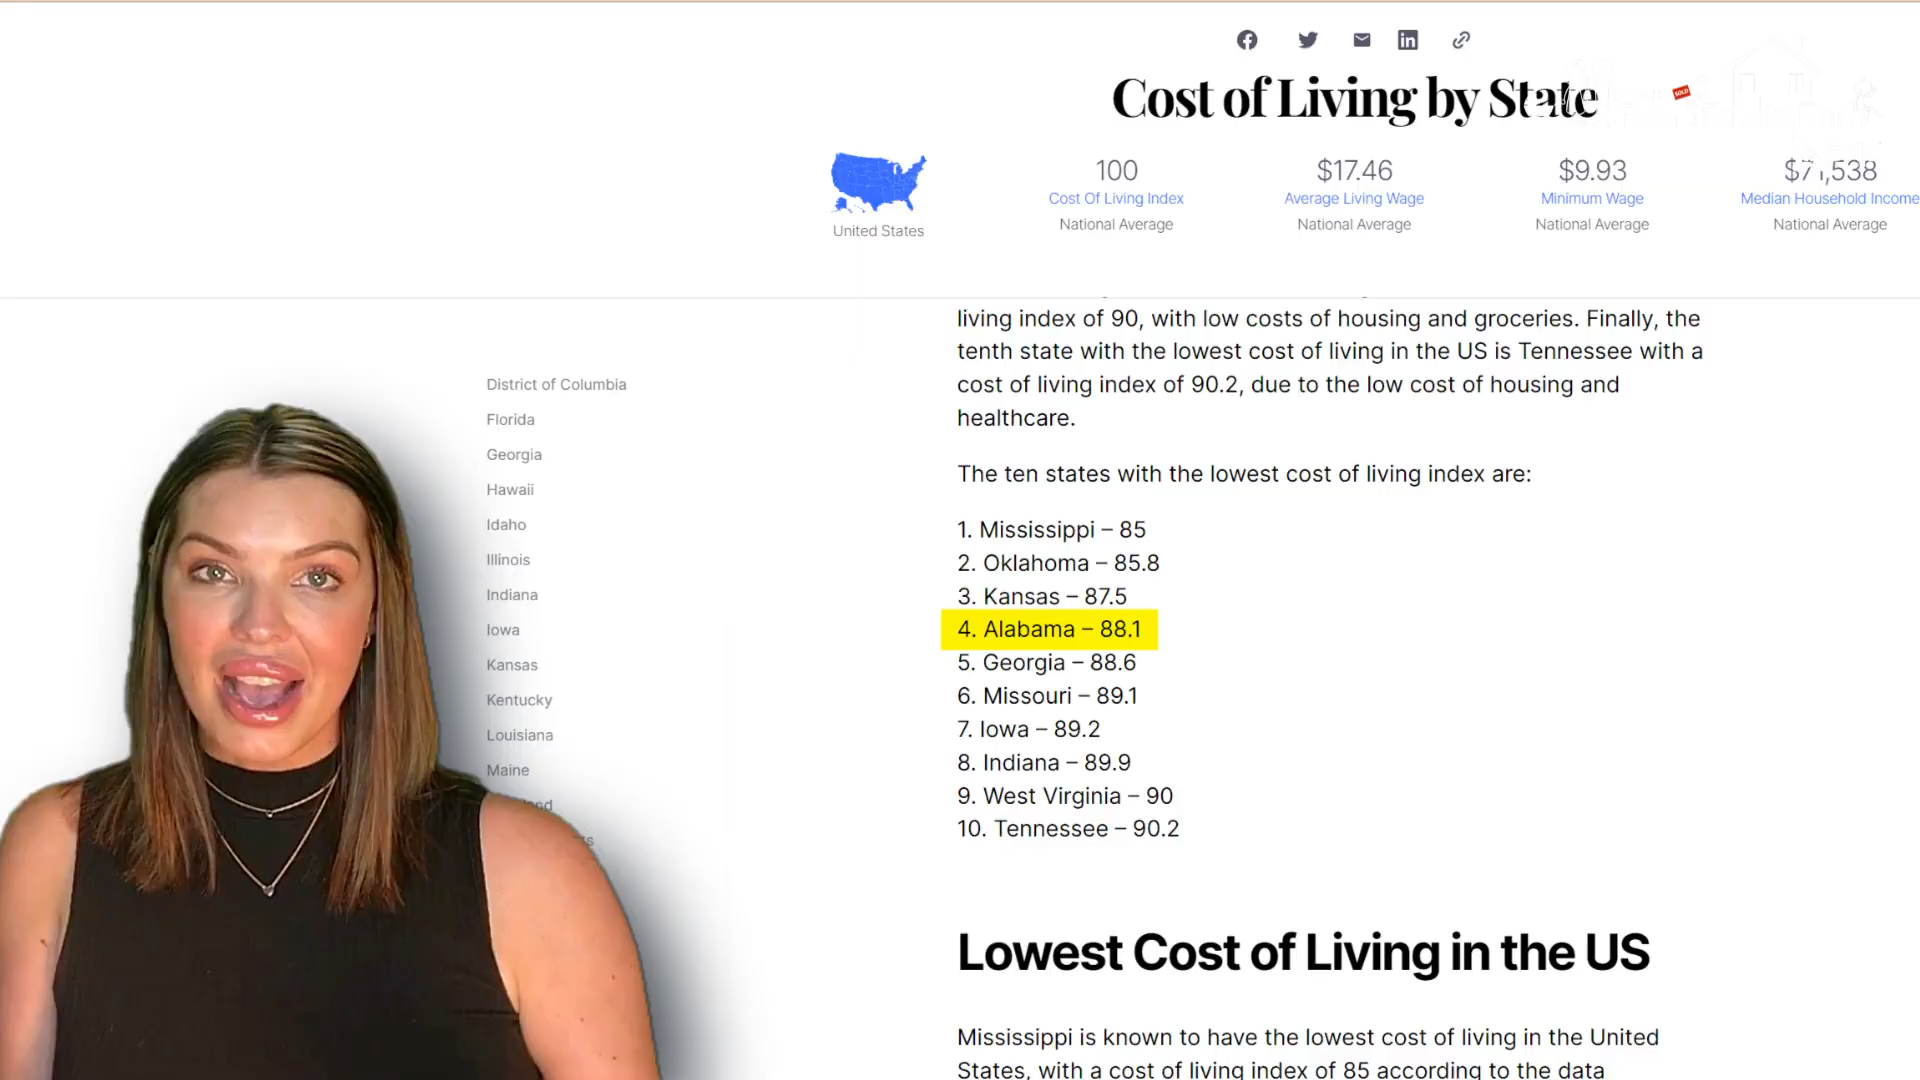 Cost of Living by State
SOLD
100
Cost Of Living Index
National Average
$17.46
Average Living Wage
National Average
$9.93
Minimum Wage
National Average
$71,538
Median Household Income
National Average
United States
District of Columbia
Florida
Georgia
Hawaii
Idaho
Illinois
Indiana
Iowa
Kansas
Kentucky
Louisiana
Maine
living index of 90, with low costs of housing and groceries. Finally, the
tenth state with the lowest cost of living in the US is Tennessee with a
cost of living index of 90.2, due to the low cost of housing and
healthcare.
The ten states with the lowest cost of living index are:
1. Mississippi – 85
2. Oklahoma – 85.8
3. Kansas – 87.5
4. Alabama – 88.1
5. Georgia – 88.6
6. Missouri – 89.1
7. Iowa – 89.2
8. Indiana – 89.9
9. West Virginia – 90
10. Tennessee – 90.2
Lowest Cost of Living in the US
Mississippi is known to have the lowest cost of living in the United
States, with a cost of living index of 85 according to the data